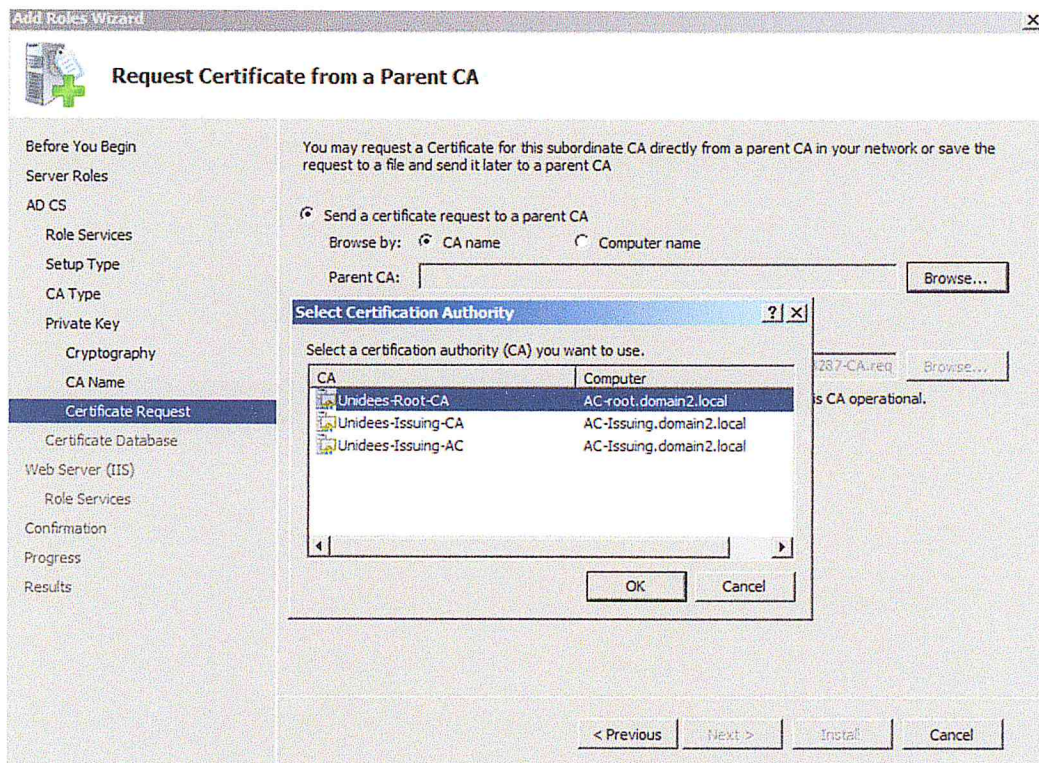 Add Roles Wizard
Request Certificate from a Parent CA
Before You Begin
Server Roles
AD CS
Role Services
Setup Type
CA Type
Private Key
Cryptography
CA Name
Certificate Request
Certificate Database
Web Server (IIS)
Role Services
Confirmation
Progress
Results
You may request a Certificate for this subordinate CA directly from a parent CA in your network or save the
request to a file and send it later to a parent CA
Send a certificate request to a parent CA
Browse by: CA name Computer name
Parent CA: Browse...
Select Certification Authority
Select a certification authority (CA) you want to use.
CA Computer
Unidees-Root-CA AC-root.domain2.local
Unidees-Issuing-CA AC-Issuing.domain2.local
Unidees-Issuing-AC AC-Issuing.domain2.local
OK Cancel
287-CA.req Browse...
is CA operational.
< Previous Next > Install Cancel